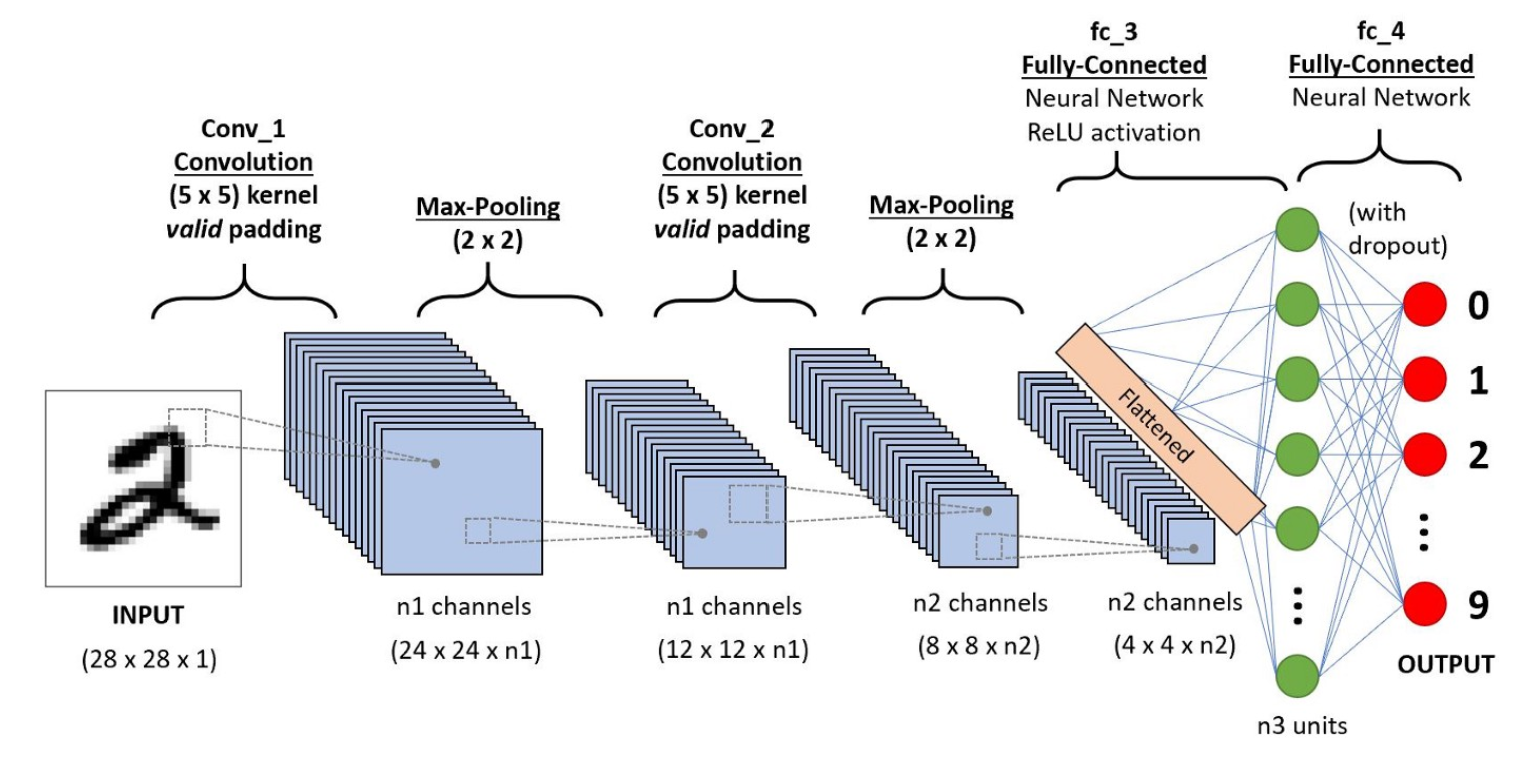 Conv_1
Convolution
(5 x 5) kernel
valid padding
Max-Pooling
(2 x 2)
Conv_2
Convolution
(5 x 5) kernel
valid padding
Max-Pooling
(2 x 2)
fc_3
Fully-Connected
Neural Network
ReLU activation
fc_4
Fully-Connected
Neural Network
(with
dropout)
2
INPUT
(28 x 28 x 1)
n1 channels
(24 x 24 x n1)
n1 channels
(12 x 12 x n1)
n2 channels
(8 x 8 x n2)
n2 channels
(4 x 4 x n2)
Flattened
n3 units
0
1
2
9
OUTPUT